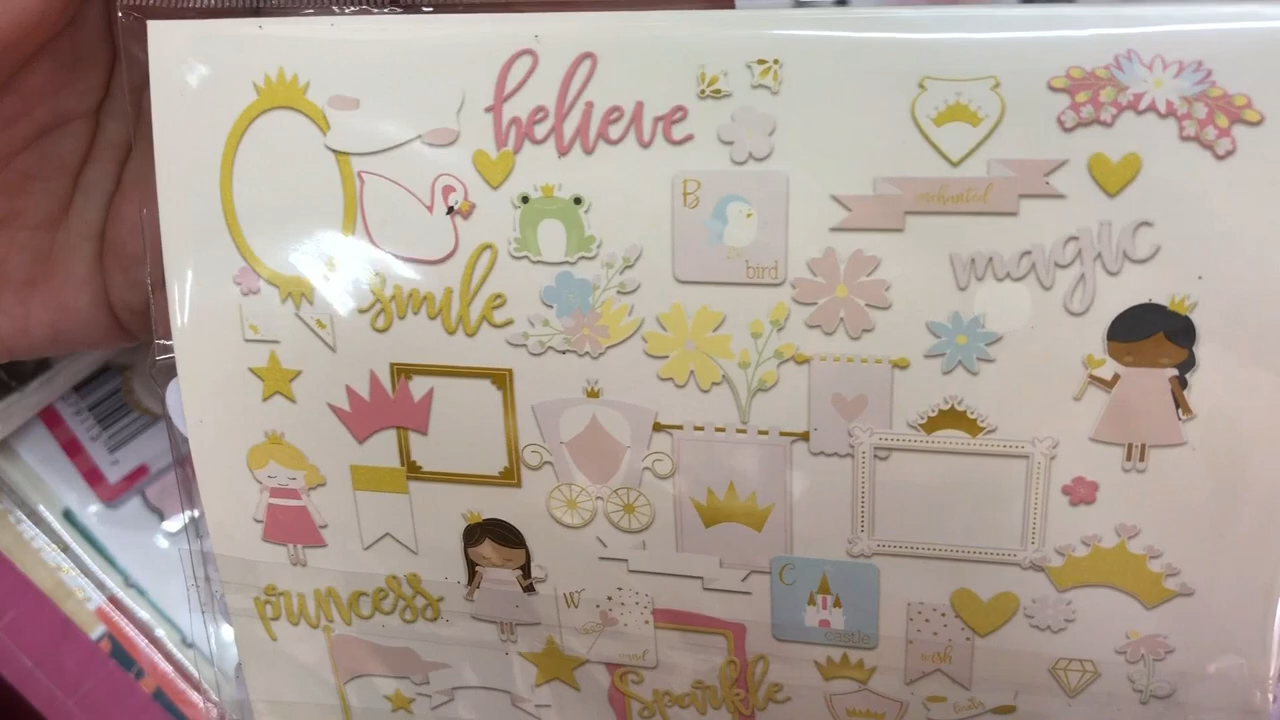 believe
enchanted
B
bird
magic
smile
princess
W
wand
C
castle
wish
Sparkle